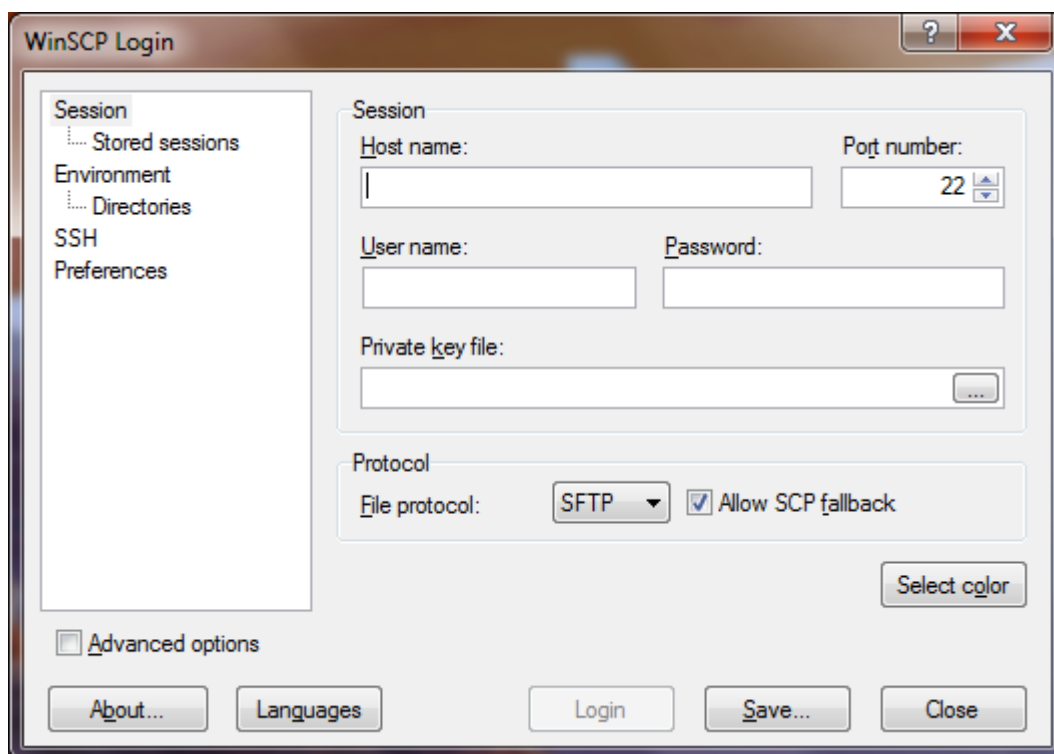 WinSCP Login
Session
Stored sessions
Environment
Directories
SSH
Preferences
Session
Host name:
Port number:
22
User name:
Password:
Private key file:
...
Protocol
File protocol:
SFTP
Allow SCP fallback
Select color
Advanced options
About...
Languages
Login
Save...
Close